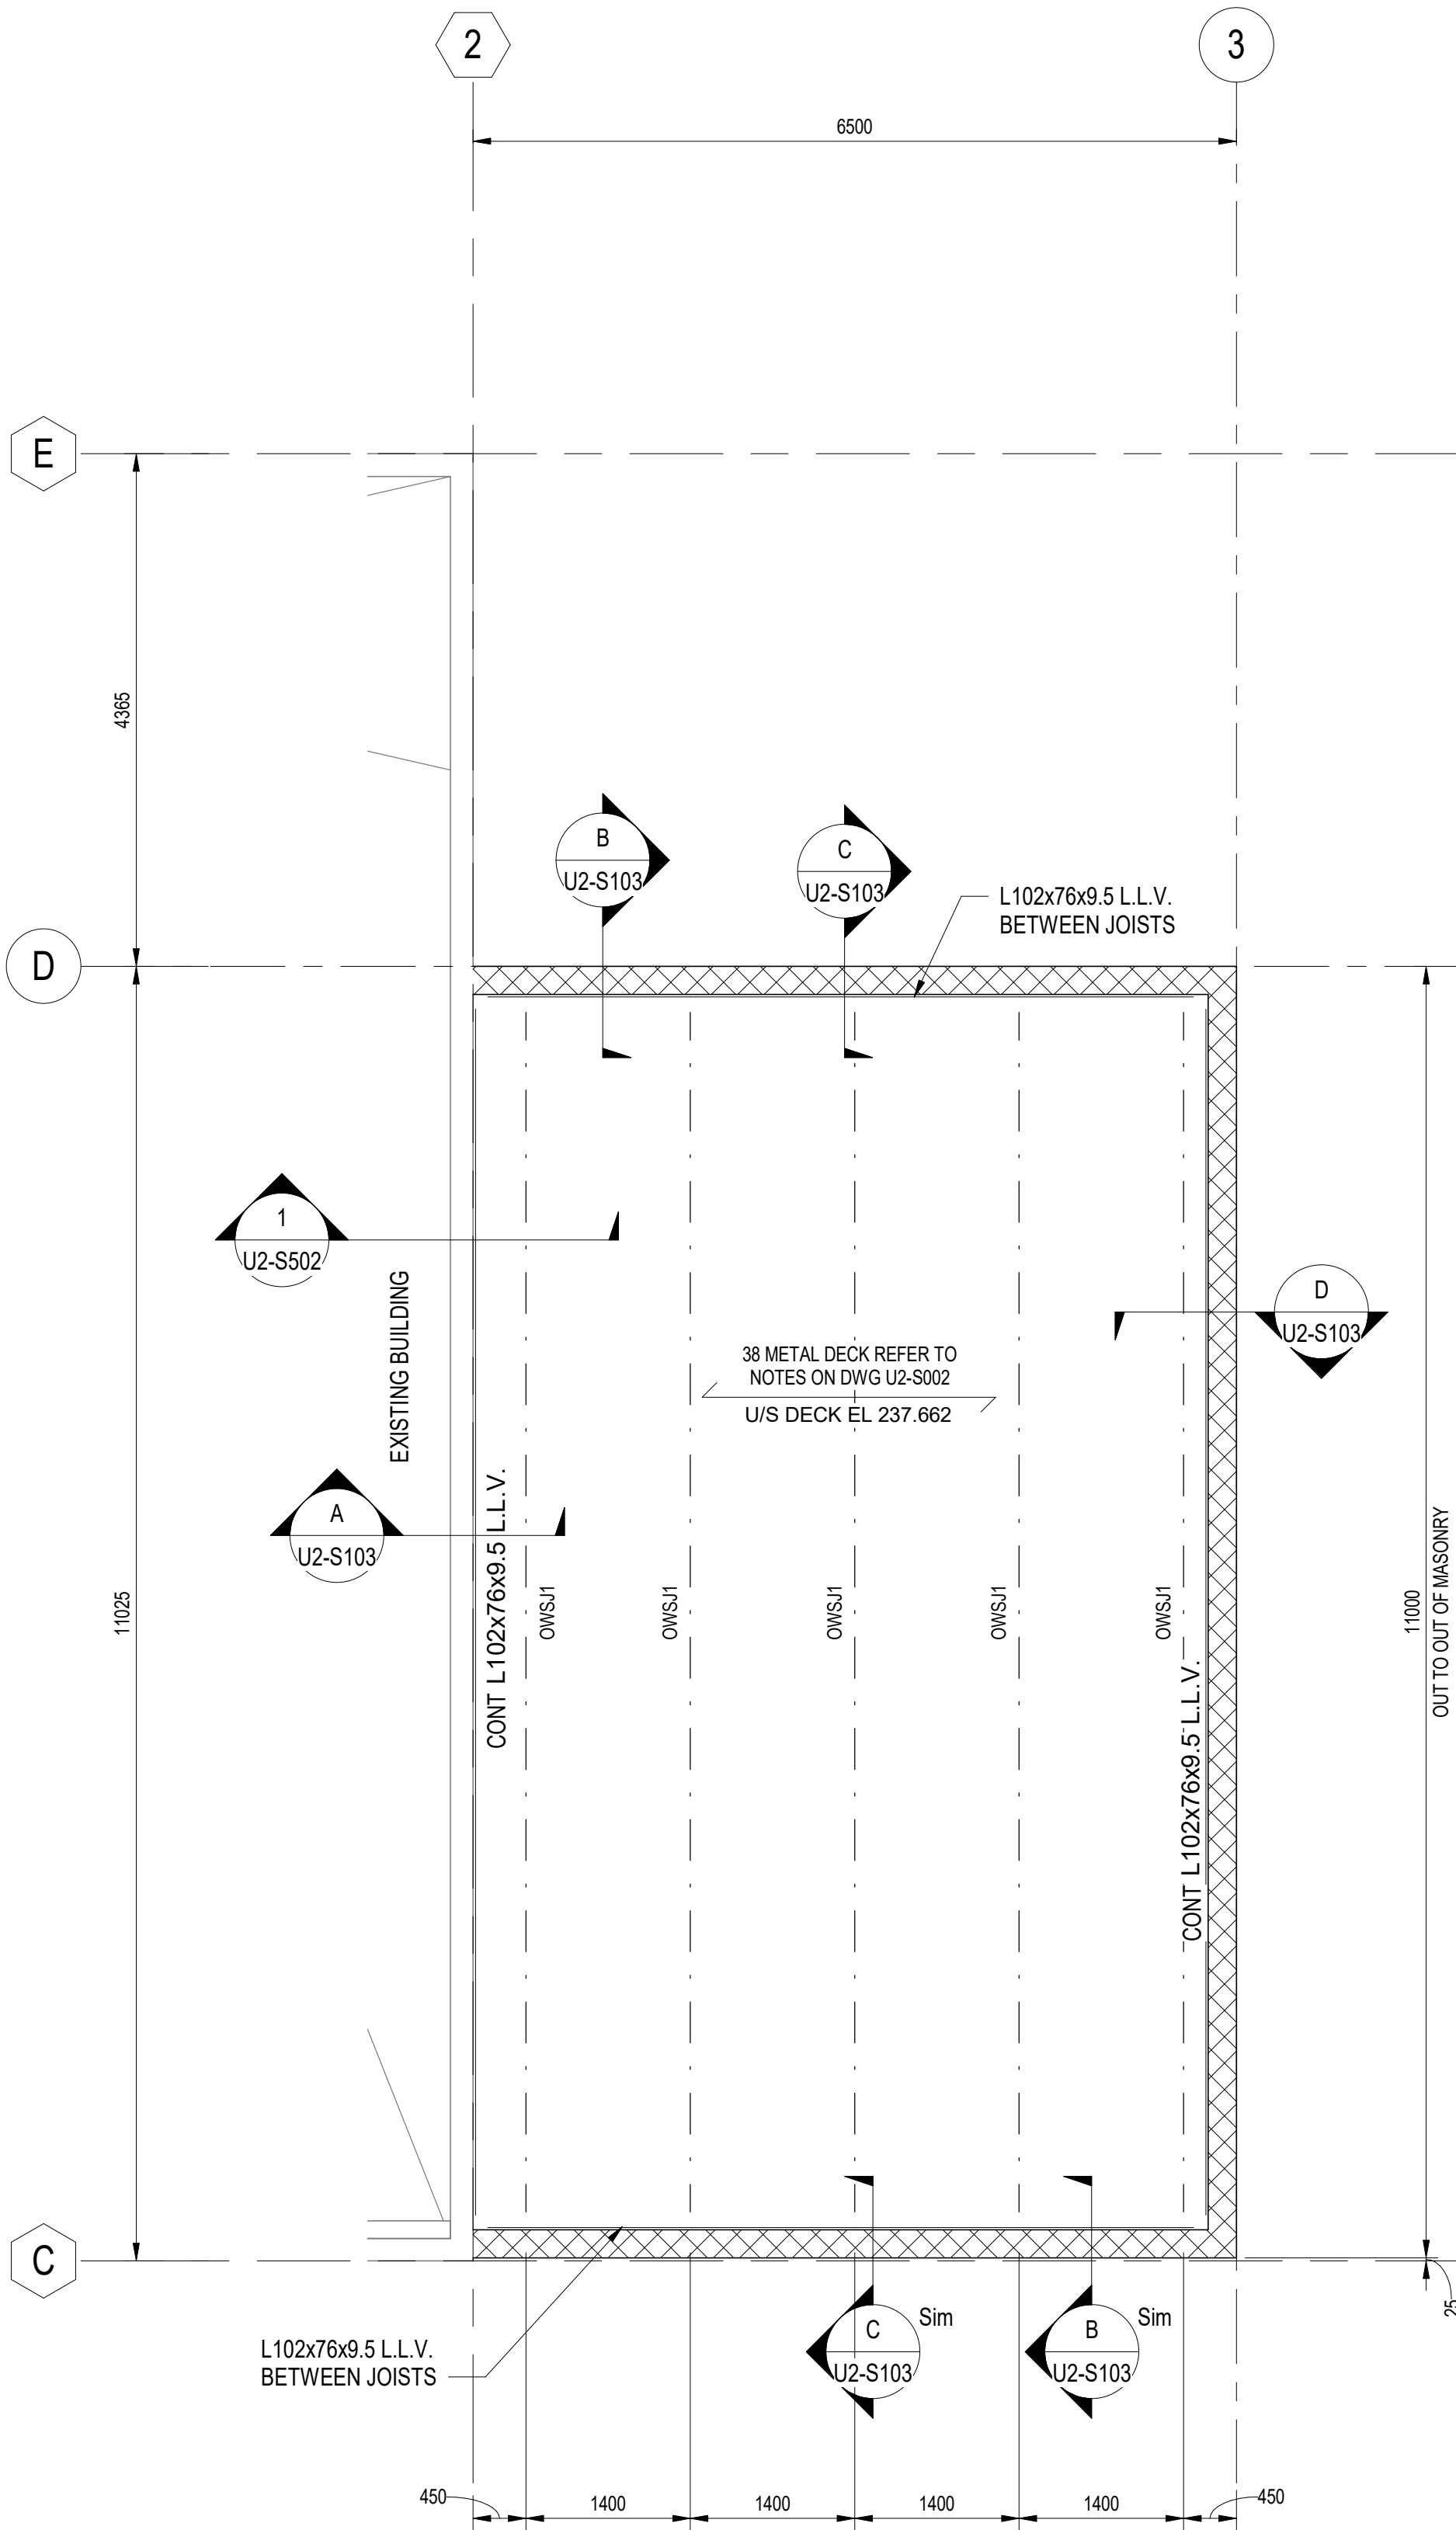 2
3
6500
E
4365
B
U2-S103
C
U2-S103
L102x76x9.5 L.L.V.
BETWEEN JOISTS
D
1
U2-S502
EXISTING BUILDING
D
U2-S103
38 METAL DECK REFER TO
NOTES ON DWG U2-S002
U/S DECK EL 237.662
A
U2-S103
CONT L102x76x9.5 L.L.V.
OWSJ1
OWSJ1
OWSJ1
OWSJ1
OWSJ1
CONT L102x76x9.5 L.L.V.
11025
11000
OUT TO OUT OF MASONRY
C
25
L102x76x9.5 L.L.V.
BETWEEN JOISTS
C
U2-S103
Sim
B
U2-S103
Sim
450
1400
1400
1400
1400
450